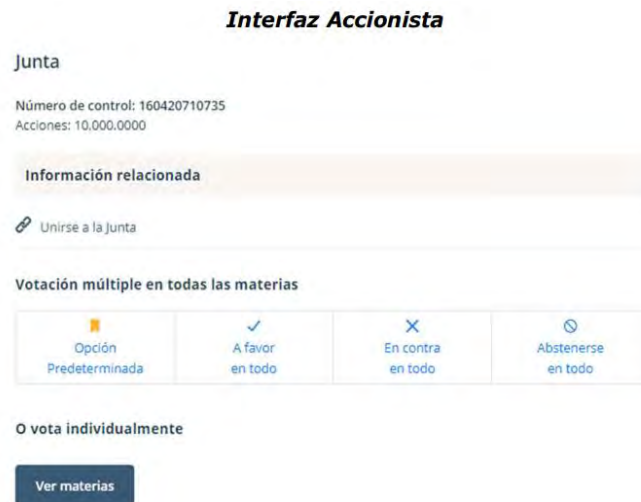 Interfaz Accionista
Junta
Número de control: 160420710735
Acciones: 10.000.0000
Información relacionada
Unirse a la Junta
Votación múltiple en todas las materias
Opción
Predeterminada
A favor
en todo
En contra
en todo
Abstenerse
en todo
O vota individualmente
Ver materias